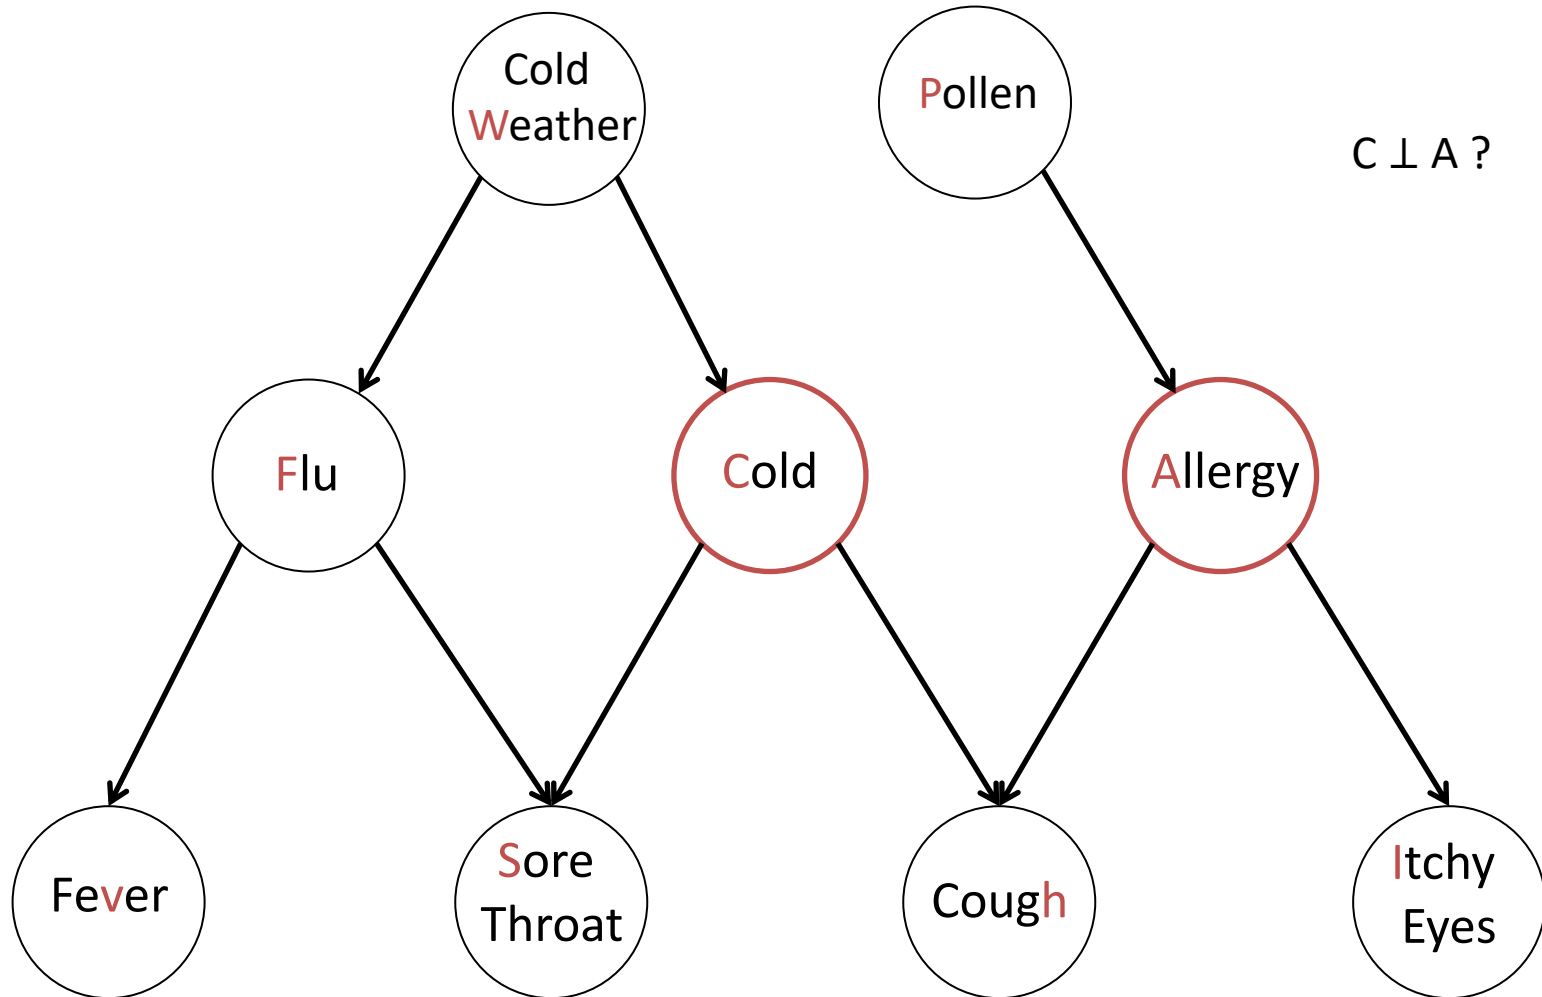 Cold
Weather
Pollen
C ⊥ A ?
Flu
Cold
Allergy
Fever
Sore
Throat
Cough
Itchy
Eyes